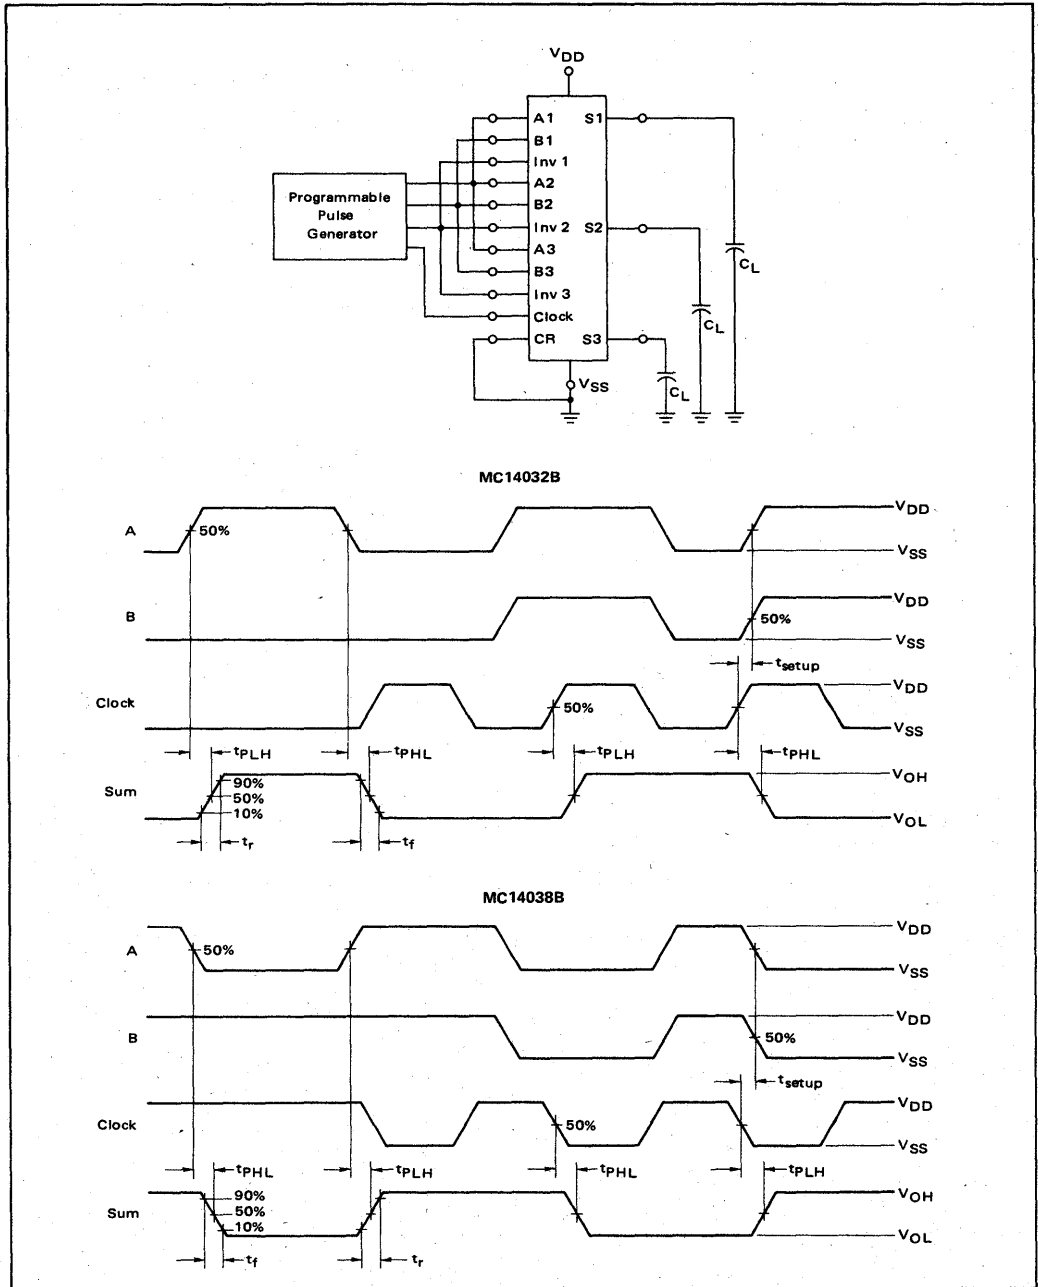 VDD
A1 S1
B1
Inv 1
A2
B2
Inv 2 S2
A3
B3
Inv 3
Clock
CR S3
Programmable
Pulse
Generator
CL
CL
CL
VSS
MC14032B
A 50% VDD
VSS
B VDD
50%
VSS
tsetup
Clock VDD
50%
VSS
tPLH tPHL tPLH tPHL
Sum VOH
90%
50%
10%
VOL
tr tf
MC14038B
A VDD
50%
VSS
B VDD
50%
VSS
tsetup
Clock VDD
50%
VSS
tPHL tPLH tPHL tPLH
Sum VOH
90%
50%
10%
VOL
tf tr